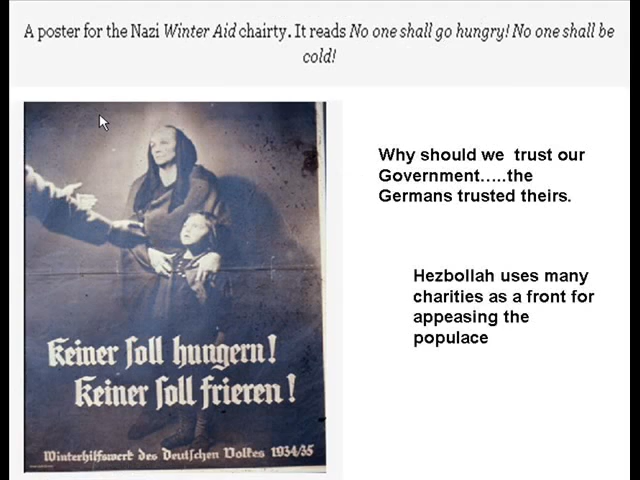 A poster for the Nazi Winter Aid chairty. It reads No one shall go hungry! No one shall be
cold!
Why should we trust our
Government.....the
Germans trusted theirs.
Hezbollah uses many
charities as a front for
appeasing the
populace
Keiner soll hungern!
Keiner soll frieren!
Winterhilfswerk des Deutschen Volkes 1934/35